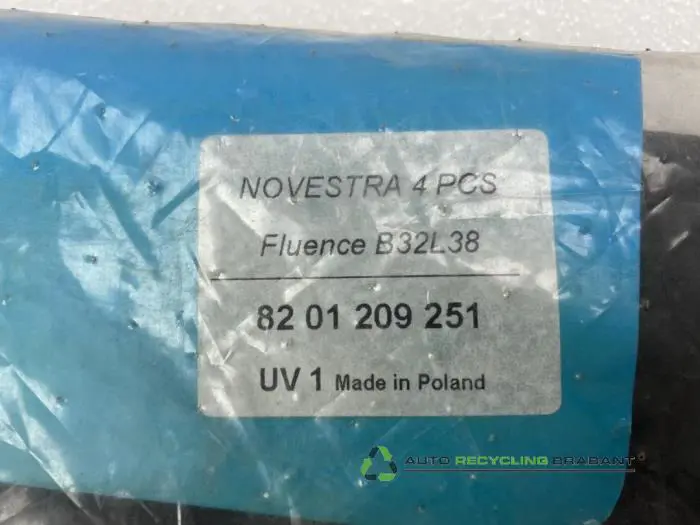 NOVESTRA 4 PCS
Fluence B32L38
82 01 209 251
UV 1 Made in Poland
AUTO RECYCLING BRABANT